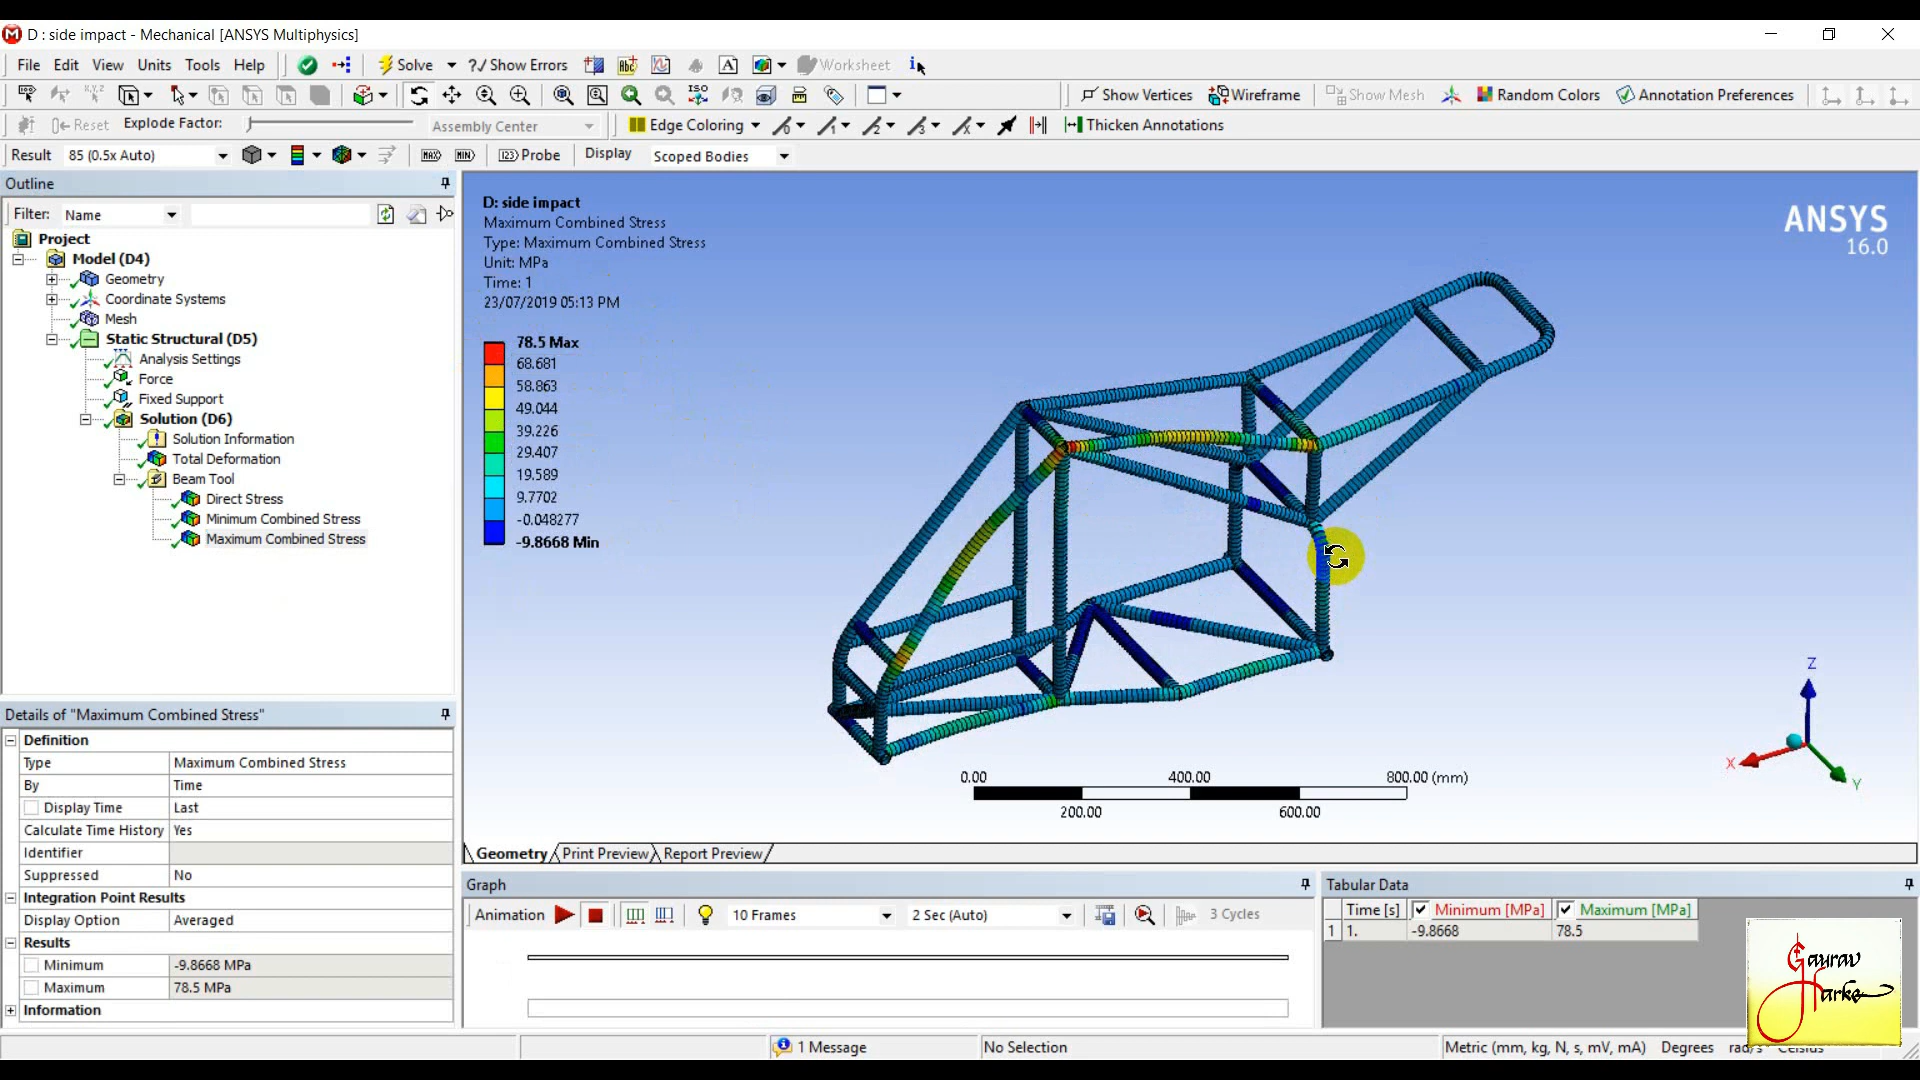 D : side impact - Mechanical [ANSYS Multiphysics]
File Edit View Units Tools Help Solve ?/ Show Errors Worksheet
Show Vertices Wireframe Show Mesh Random Colors Annotation Preferences
Reset Explode Factor: Assembly Center Edge Coloring Thicken Annotations
Result 85 (0.5x Auto) MAX MIN Probe Display Scoped Bodies
Outline
Filter: Name
Project
Model (D4)
Geometry
Coordinate Systems
Mesh
Static Structural (D5)
Analysis Settings
Force
Fixed Support
Solution (D6)
Solution Information
Total Deformation
Beam Tool
Direct Stress
Minimum Combined Stress
Maximum Combined Stress
D: side impact
Maximum Combined Stress
Type: Maximum Combined Stress
Unit: MPa
Time: 1
23/07/2019 05:13 PM
78.5 Max
68.681
58.863
49.044
39.226
29.407
19.589
9.7702
-0.048277
-9.8668 Min
ANSYS
16.0
Z
X
Y
0.00 400.00 800.00 (mm)
200.00 600.00
Geometry Print Preview Report Preview
Details of "Maximum Combined Stress"
Definition
Type Maximum Combined Stress
By Time
Display Time Last
Calculate Time History Yes
Identifier
Suppressed No
Integration Point Results
Display Option Averaged
Results
Minimum -9.8668 MPa
Maximum 78.5 MPa
Information
Graph
Animation 10 Frames 2 Sec (Auto) 3 Cycles
Tabular Data
Time [s] Minimum [MPa] Maximum [MPa]
1 1. -9.8668 78.5
Gaurav
Harke
1 Message No Selection Metric (mm, kg, N, s, mV, mA) Degrees rad/s Celsius